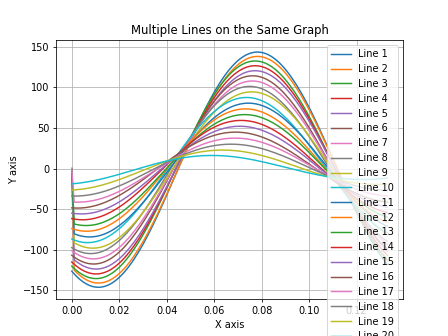 Multiple Lines on the Same Graph
150
100
50
0
−50
−100
−150
Y axis
0.00
0.02
0.04
0.06
0.08
0.10
X axis
Line 1
Line 2
Line 3
Line 4
Line 5
Line 6
Line 7
Line 8
Line 9
Line 10
Line 11
Line 12
Line 13
Line 14
Line 15
Line 16
Line 17
Line 18
Line 19
Line 20